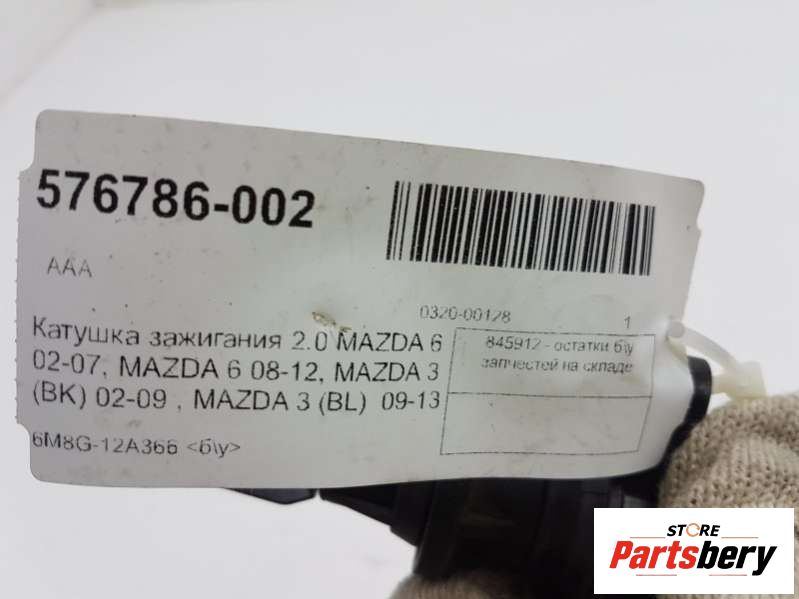 576786-002
AAA
0320-00128 1
Катушка зажигания 2.0 MAZDA 6
02-07, MAZDA 6 08-12, MAZDA 3
(BK) 02-09 , MAZDA 3 (BL) 09-13
845912 - остатки б\у
запчестей на складе
6M8G-12A366 <б\у>
STORE
Partsbery